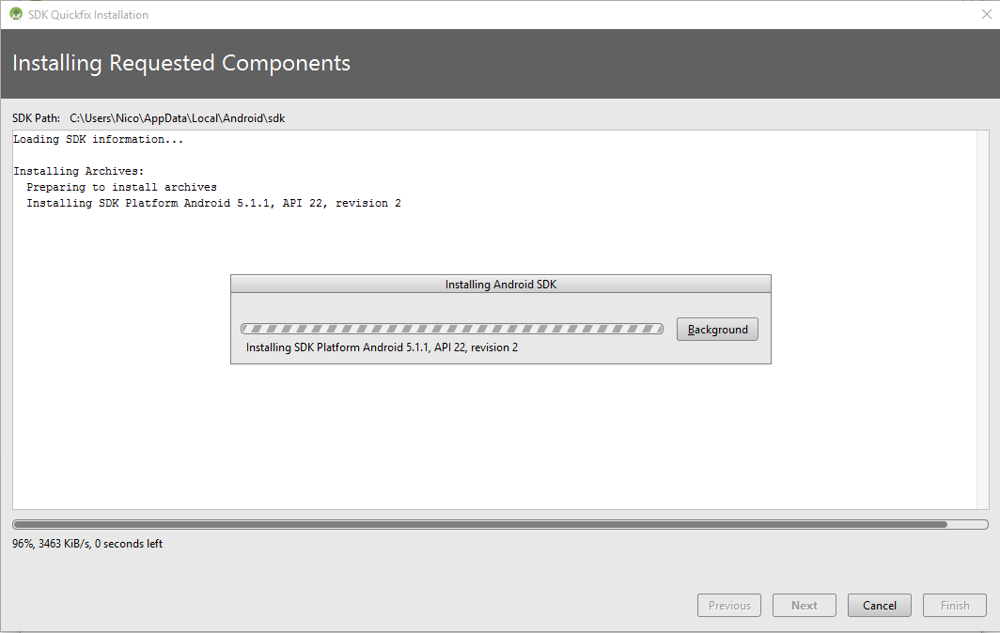 SDK Quickfix Installation
Installing Requested Components
SDK Path: C:\Users\Nico\AppData\Local\Android\sdk
Loading SDK information...
Installing Archives:
Preparing to install archives
Installing SDK Platform Android 5.1.1, API 22, revision 2
Installing Android SDK
Background
Installing SDK Platform Android 5.1.1, API 22, revision 2
96%, 3463 KiB/s, 0 seconds left
Previous Next Cancel Finish